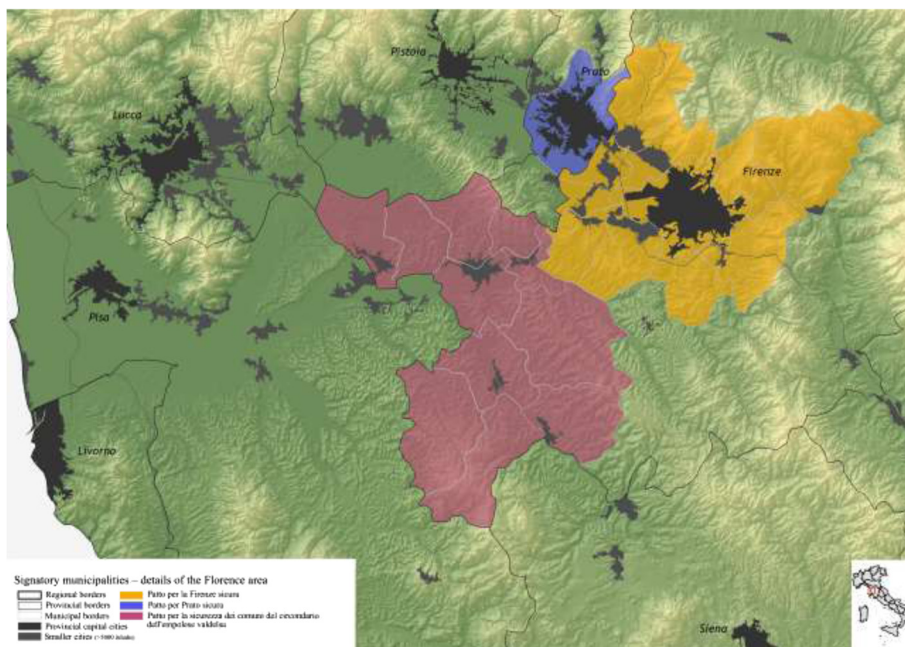 Pistoia
Prato
Lucca
Firenze
Pisa
Livorno
Siena
Signatory municipalities – details of the Florence area
Regional borders
Provincial borders
Municipal borders
Provincial capital cities
Smaller cities
Patto per la Firenze sicura
Patto per Prato sicura
Patto per la sicurezza dei comuni del circondario
dell'empolese valdelsa